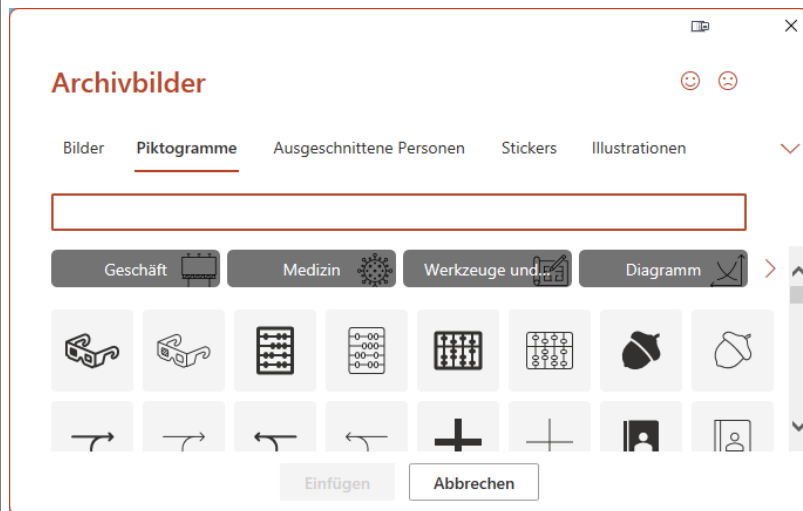 Archivbilder
Bilder Piktogramme Ausgeschnittene Personen Stickers Illustrationen
Geschäft Medizin Werkzeuge und... Diagramm
Einfügen Abbrechen